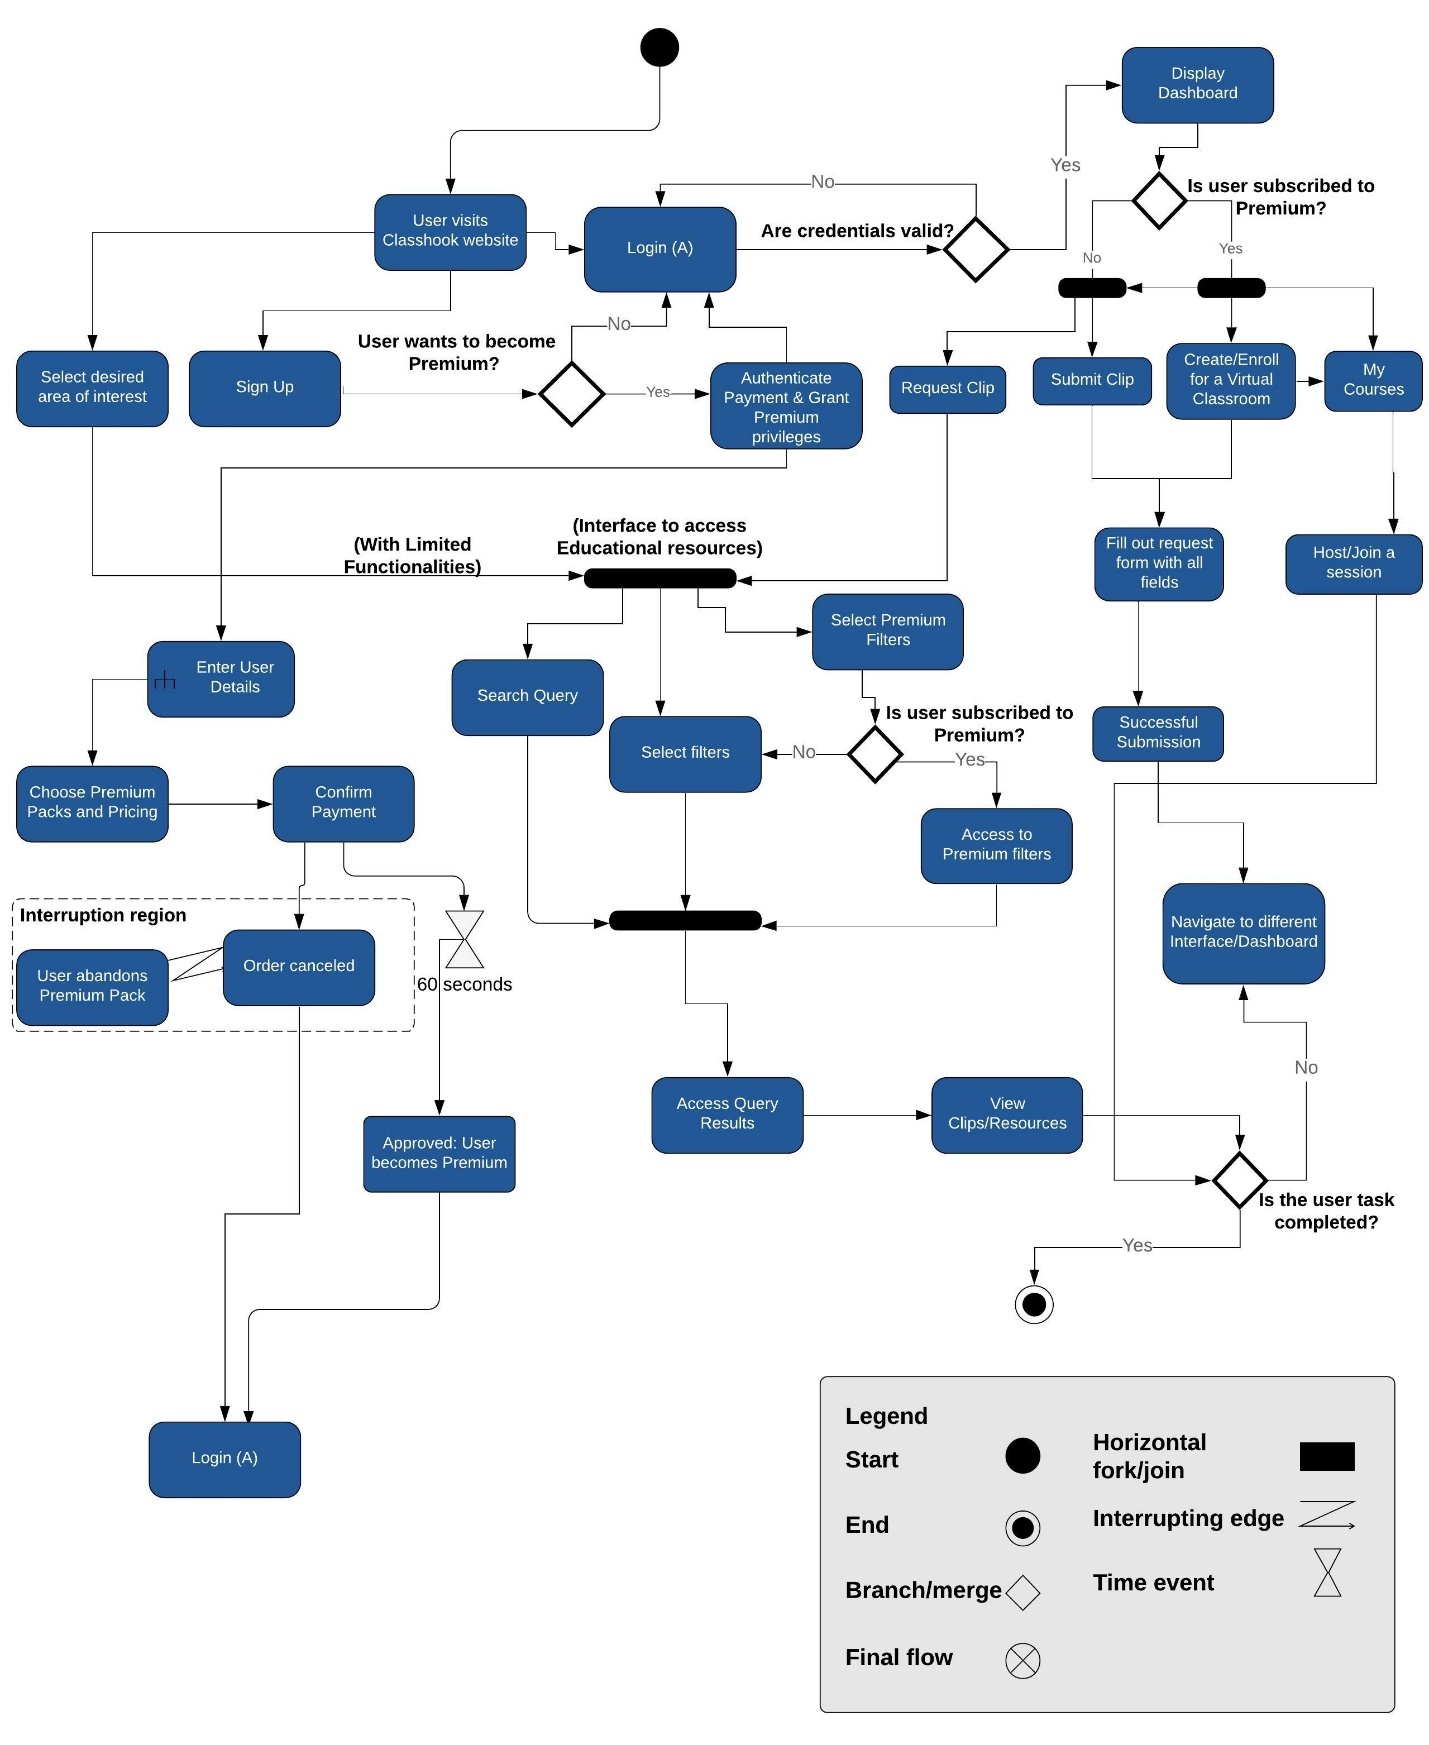 Display
Dashboard
Yes
No
Is user subscribed to
Premium?
User visits
Classhook website
Login (A)
Are credentials valid?
No
Yes
User wants to become
Premium?
No
Yes
Select desired
area of interest
Sign Up
Authenticate
Payment & Grant
Premium
privileges
Request Clip
Submit Clip
Create/Enroll
for a Virtual
Classroom
My
Courses
(With Limited
Functionalities)
(Interface to access
Educational resources)
Fill out request
form with all
fields
Host/Join a
session
Select Premium
Filters
Enter User
Details
Search Query
Select filters
Is user subscribed to
Premium?
No
Yes
Successful
Submission
Choose Premium
Packs and Pricing
Confirm
Payment
Access to
Premium filters
Interruption region
User abandons
Premium Pack
Order canceled
60 seconds
Navigate to different
Interface/Dashboard
No
Access Query
Results
View
Clips/Resources
Approved: User
becomes Premium
Is the user task
completed?
Yes
Login (A)
Legend
Start
End
Branch/merge
Final flow
Horizontal
fork/join
Interrupting edge
Time event